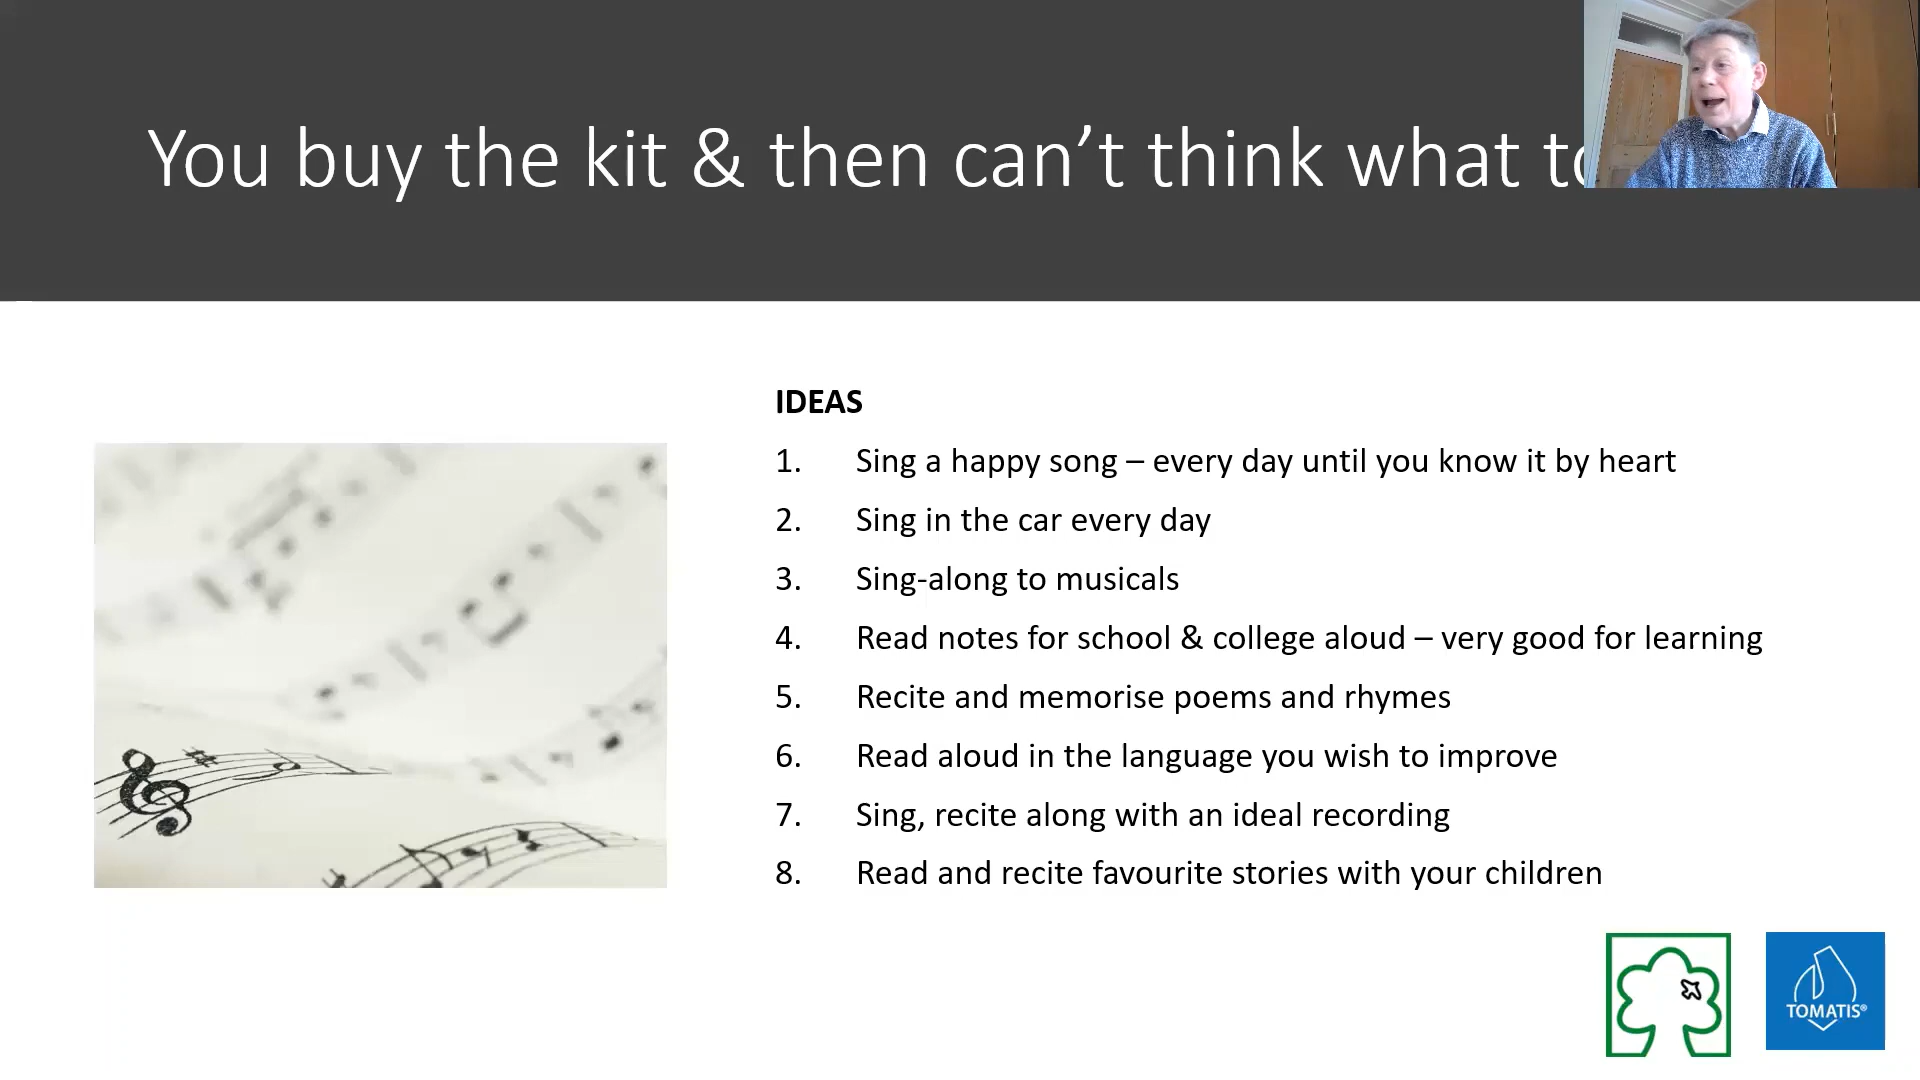 You buy the kit & then can’t think what to
IDEAS
1. Sing a happy song – every day until you know it by heart
2. Sing in the car every day
3. Sing-along to musicals
4. Read notes for school & college aloud – very good for learning
5. Recite and memorise poems and rhymes
6. Read aloud in the language you wish to improve
7. Sing, recite along with an ideal recording
8. Read and recite favourite stories with your children
TOMATIS®